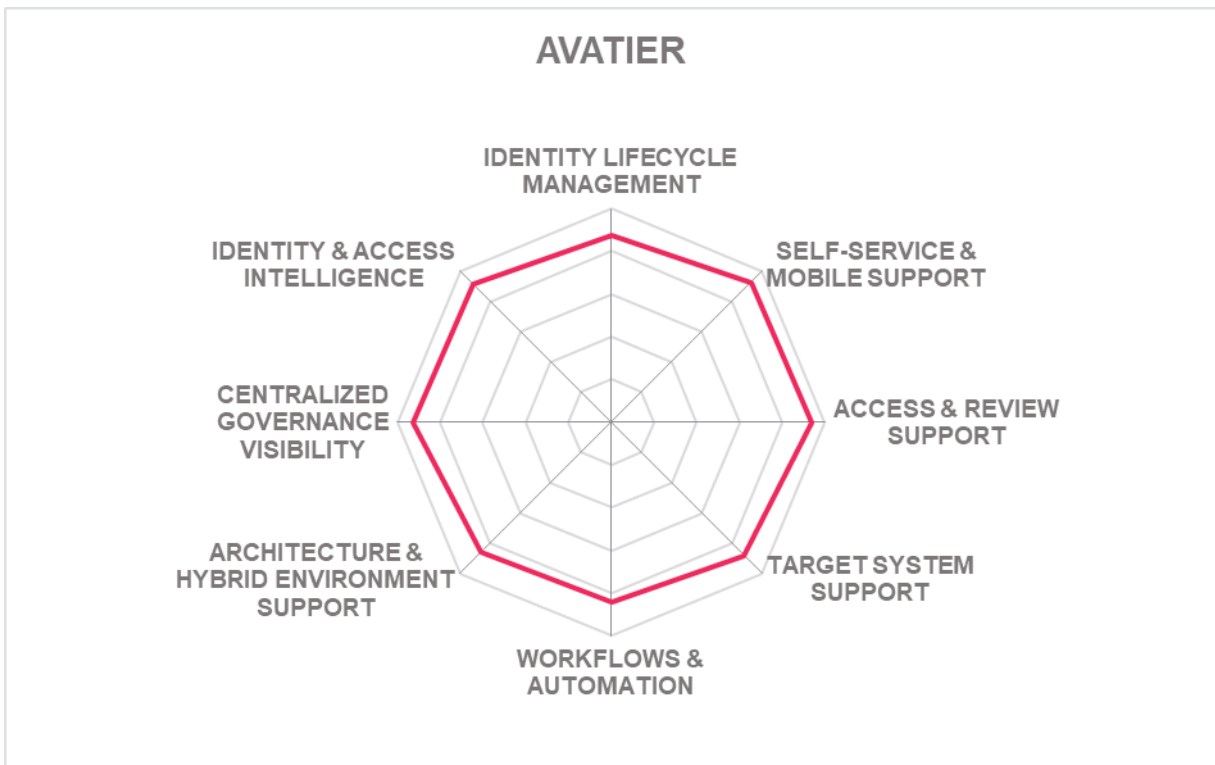 AVATIER
IDENTITY LIFECYCLE
MANAGEMENT
SELF-SERVICE &
MOBILE SUPPORT
ACCESS & REVIEW
SUPPORT
TARGET SYSTEM
SUPPORT
WORKFLOWS &
AUTOMATION
ARCHITECTURE &
HYBRID ENVIRONMENT
SUPPORT
CENTRALIZED
GOVERNANCE
VISIBILITY
IDENTITY & ACCESS
INTELLIGENCE